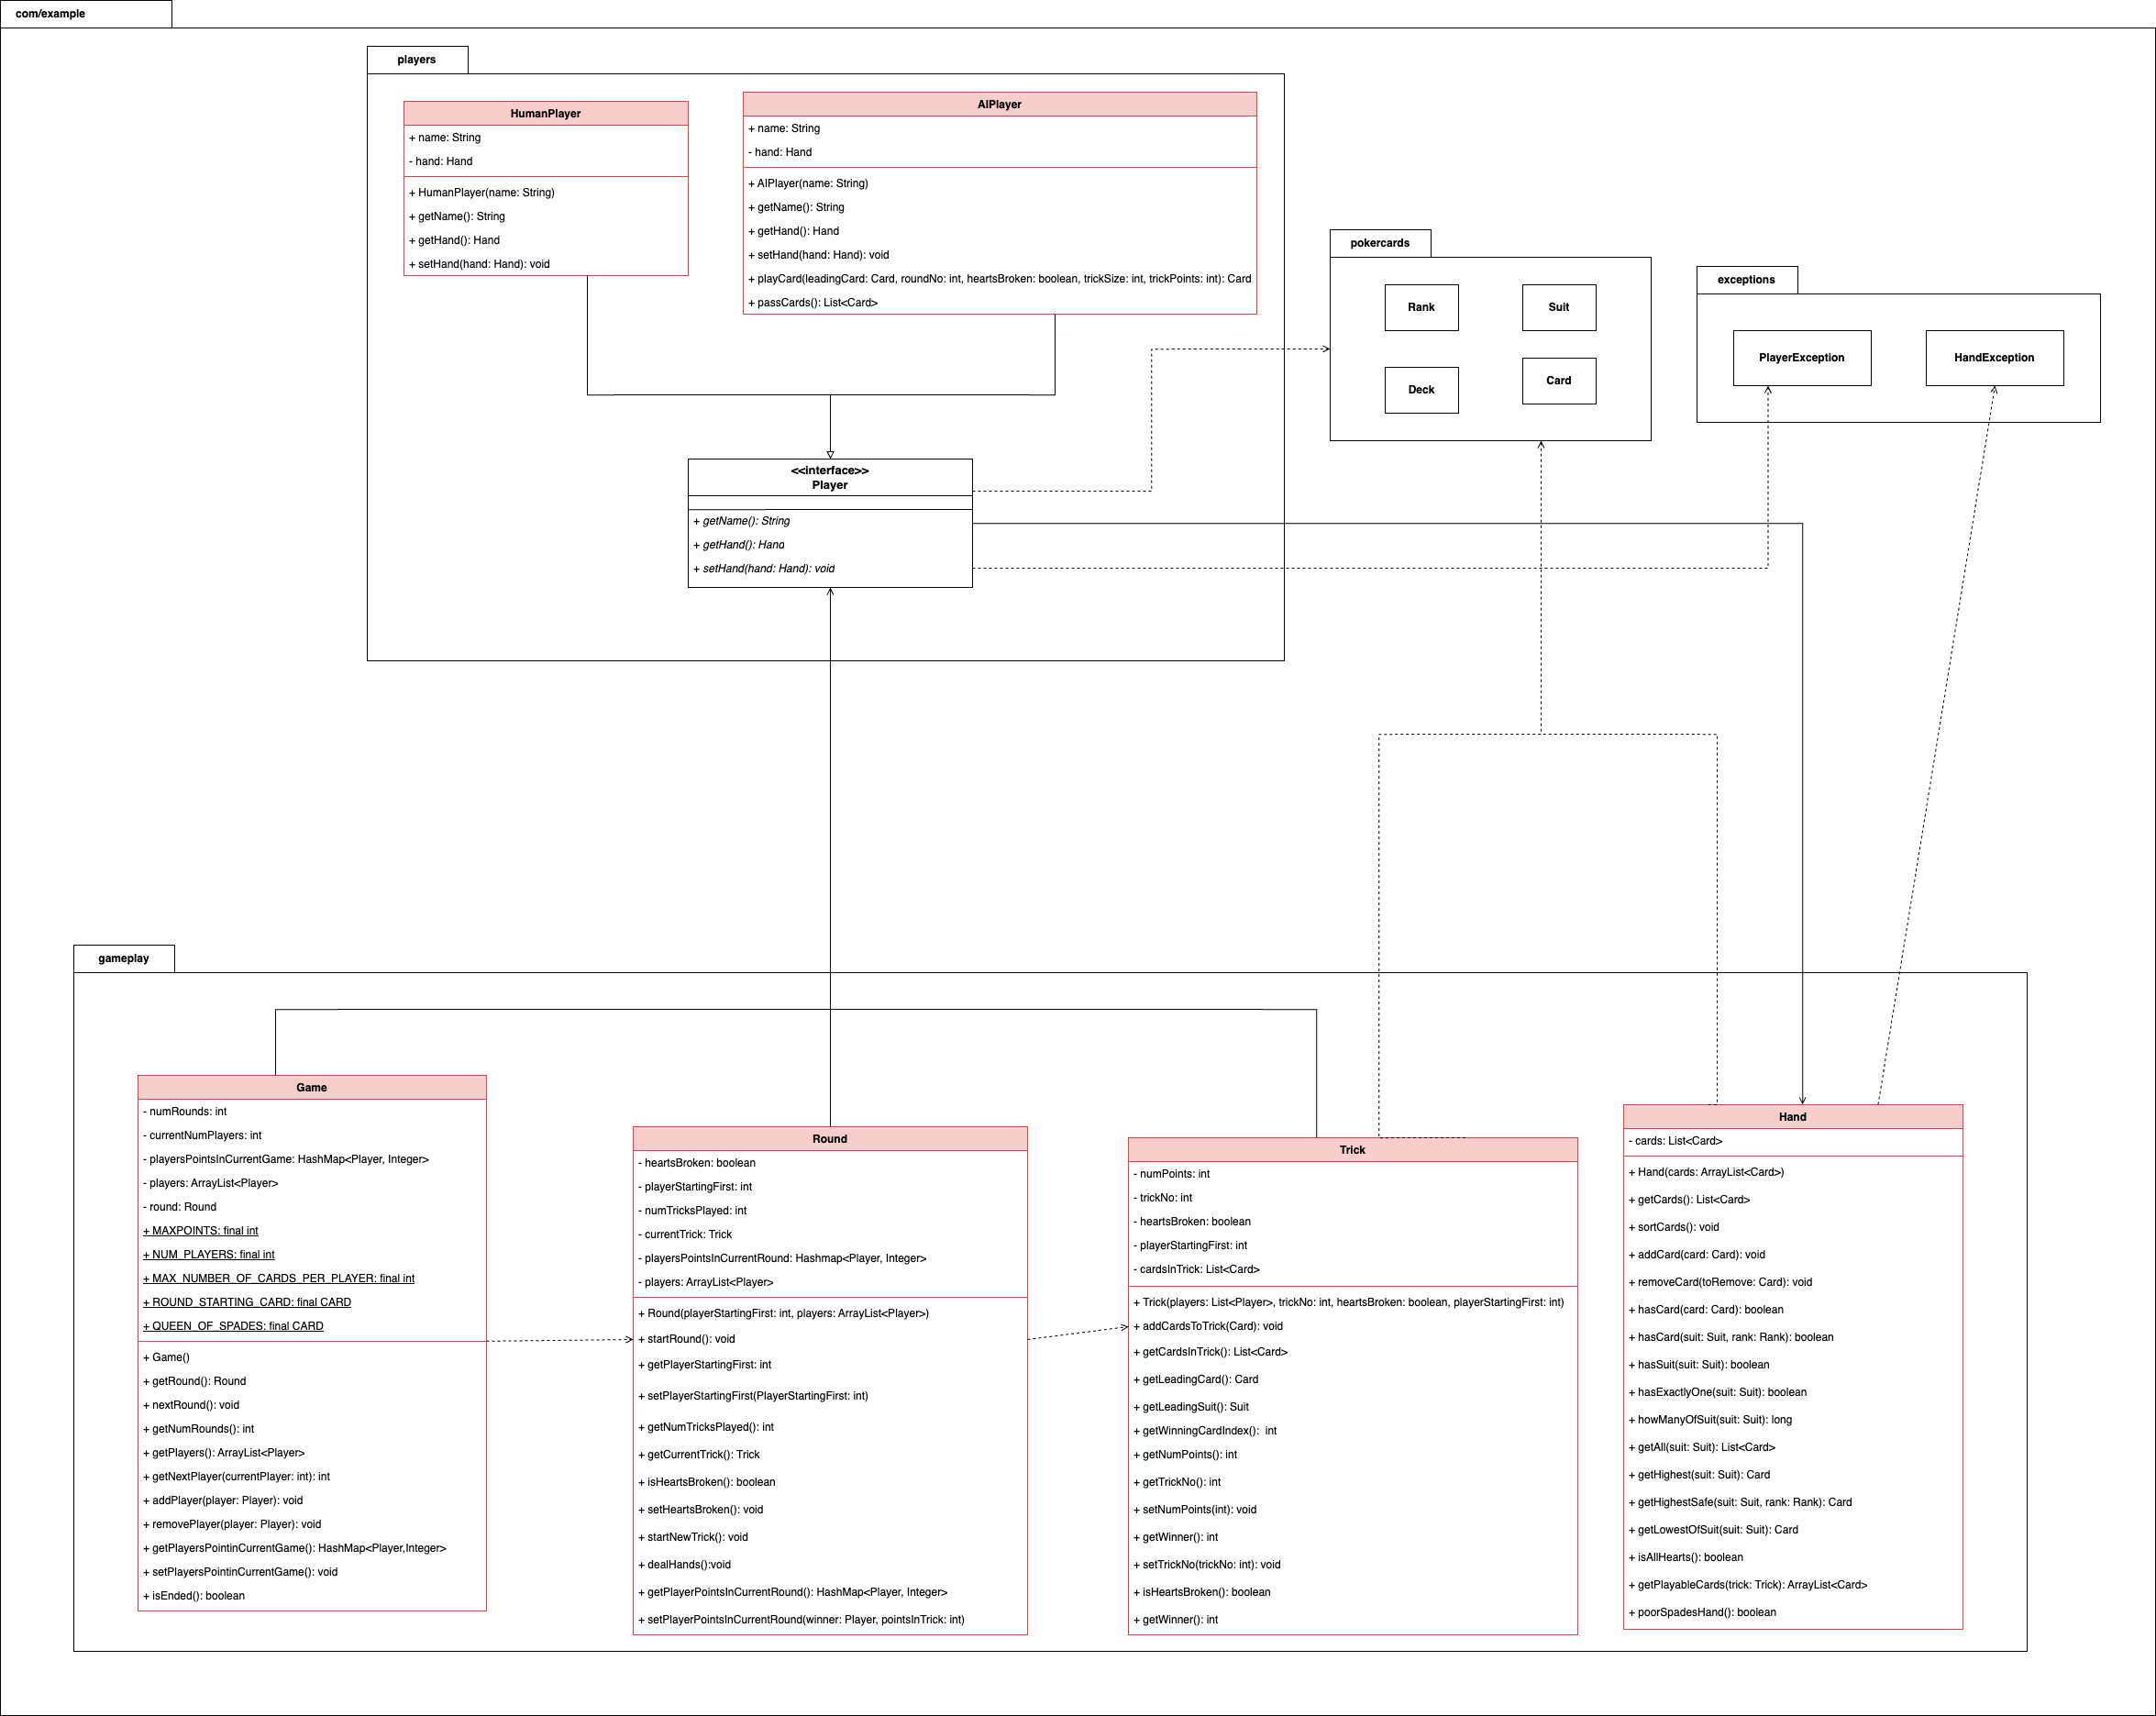 com/example
players
HumanPlayer
+ name: String
- hand: Hand
+ HumanPlayer(name: String)
+ getName(): String
+ getHand(): Hand
+ setHand(hand: Hand): void
AIPlayer
+ name: String
- hand: Hand
+ AIPlayer(name: String)
+ getName(): String
+ getHand(): Hand
+ setHand(hand: Hand): void
+ playCard(leadingCard: Card, roundNo: int, heartsBroken: boolean, trickSize: int, trickPoints: int): Card
+ passCards(): List<Card>
<<interface>>
Player
+ getName(): String
+ getHand(): Hand
+ setHand(hand: Hand): void
pokercards
Rank
Suit
Deck
Card
exceptions
PlayerException
HandException
gameplay
Game
- numRounds: int
- currentNumPlayers: int
- playersPointsInCurrentGame: HashMap<Player, Integer>
- players: ArrayList<Player>
- round: Round
+ MAXPOINTS: final int
+ NUM_PLAYERS: final int
+ MAX_NUMBER_OF_CARDS_PER_PLAYER: final int
+ ROUND_STARTING_CARD: final CARD
+ QUEEN_OF_SPADES: final CARD
+ Game()
+ getRound(): Round
+ nextRound(): void
+ getNumRounds(): int
+ getPlayers(): ArrayList<Player>
+ getNextPlayer(currentPlayer: int): int
+ addPlayer(player: Player): void
+ removePlayer(player: Player): void
+ getPlayersPointinCurrentGame(): HashMap<Player,Integer>
+ setPlayersPointinCurrentGame(): void
+ isEnded(): boolean
Round
- heartsBroken: boolean
- playerStartingFirst: int
- numTricksPlayed: int
- currentTrick: Trick
- playersPointsInCurrentRound: Hashmap<Player, Integer>
- players: ArrayList<Player>
+ Round(playerStartingFirst: int, players: ArrayList<Player>)
+ startRound(): void
+ getPlayerStartingFirst: int
+ setPlayerStartingFirst(PlayerStartingFirst: int)
+ getNumTricksPlayed(): int
+ getCurrentTrick(): Trick
+ isHeartsBroken(): boolean
+ setHeartsBroken(): void
+ startNewTrick(): void
+ dealHands():void
+ getPlayerPointsInCurrentRound(): HashMap<Player, Integer>
+ setPlayerPointsInCurrentRound(winner: Player, pointsInTrick: int)
Trick
- numPoints: int
- trickNo: int
- heartsBroken: boolean
- playerStartingFirst: int
- cardsInTrick: List<Card>
+ Trick(players: List<Player>, trickNo: int, heartsBroken: boolean, playerStartingFirst: int)
+ addCardsToTrick(Card): void
+ getCardsInTrick(): List<Card>
+ getLeadingCard(): Card
+ getLeadingSuit(): Suit
+ getWinningCardIndex():  int
+ getNumPoints(): int
+ getTrickNo(): int
+ setNumPoints(int): void
+ getWinner(): int
+ setTrickNo(trickNo: int): void
+ isHeartsBroken(): boolean
+ getWinner(): int
Hand
- cards: List<Card>
+ Hand(cards: ArrayList<Card>)
+ getCards(): List<Card>
+ sortCards(): void
+ addCard(card: Card): void
+ removeCard(toRemove: Card): void
+ hasCard(card: Card): boolean
+ hasCard(suit: Suit, rank: Rank): boolean
+ hasSuit(suit: Suit): boolean
+ hasExactlyOne(suit: Suit): boolean
+ howManyOfSuit(suit: Suit): long
+ getAll(suit: Suit): List<Card>
+ getHighest(suit: Suit): Card
+ getHighestSafe(suit: Suit, rank: Rank): Card
+ getLowestOfSuit(suit: Suit): Card
+ isAllHearts(): boolean
+ getPlayableCards(trick: Trick): ArrayList<Card>
+ poorSpadesHand(): boolean